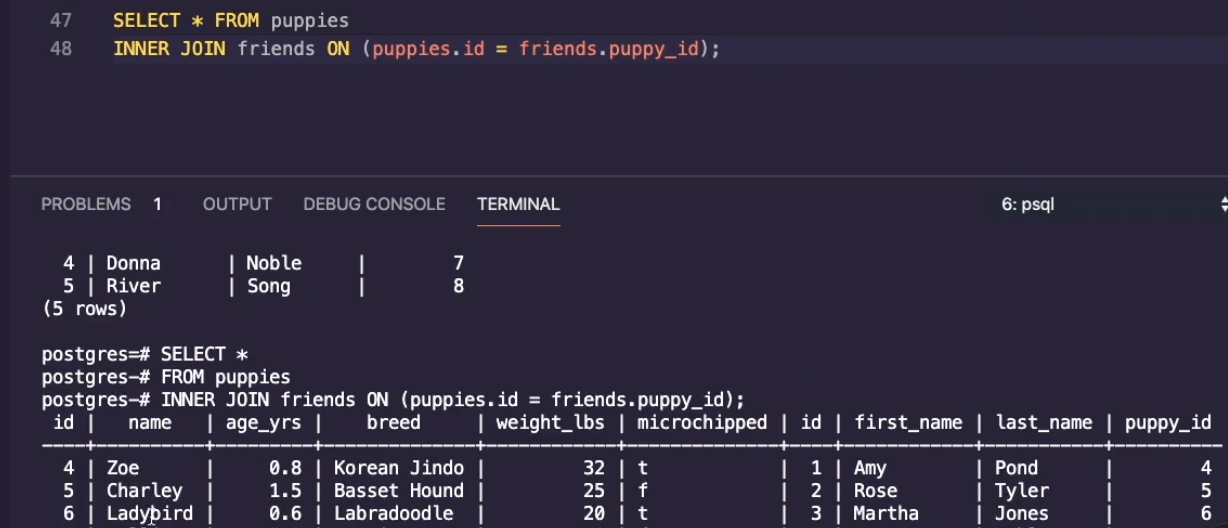 47 SELECT * FROM puppies
48 INNER JOIN friends ON (puppies.id = friends.puppy_id);
PROBLEMS 1 OUTPUT DEBUG CONSOLE TERMINAL 6: psql
4 | Donna | Noble | 7
5 | River | Song | 8
(5 rows)
postgres=# SELECT *
postgres-# FROM puppies
postgres-# INNER JOIN friends ON (puppies.id = friends.puppy_id);
id | name | age_yrs | breed | weight_lbs | microchipped | id | first_name | last_name | puppy_id
4 | Zoe | 0.8 | Korean Jindo | 32 | t | 1 | Amy | Pond | 4
5 | Charley | 1.5 | Basset Hound | 25 | f | 2 | Rose | Tyler | 5
6 | Ladybird | 0.6 | Labradoodle | 20 | t | 3 | Martha | Jones | 6